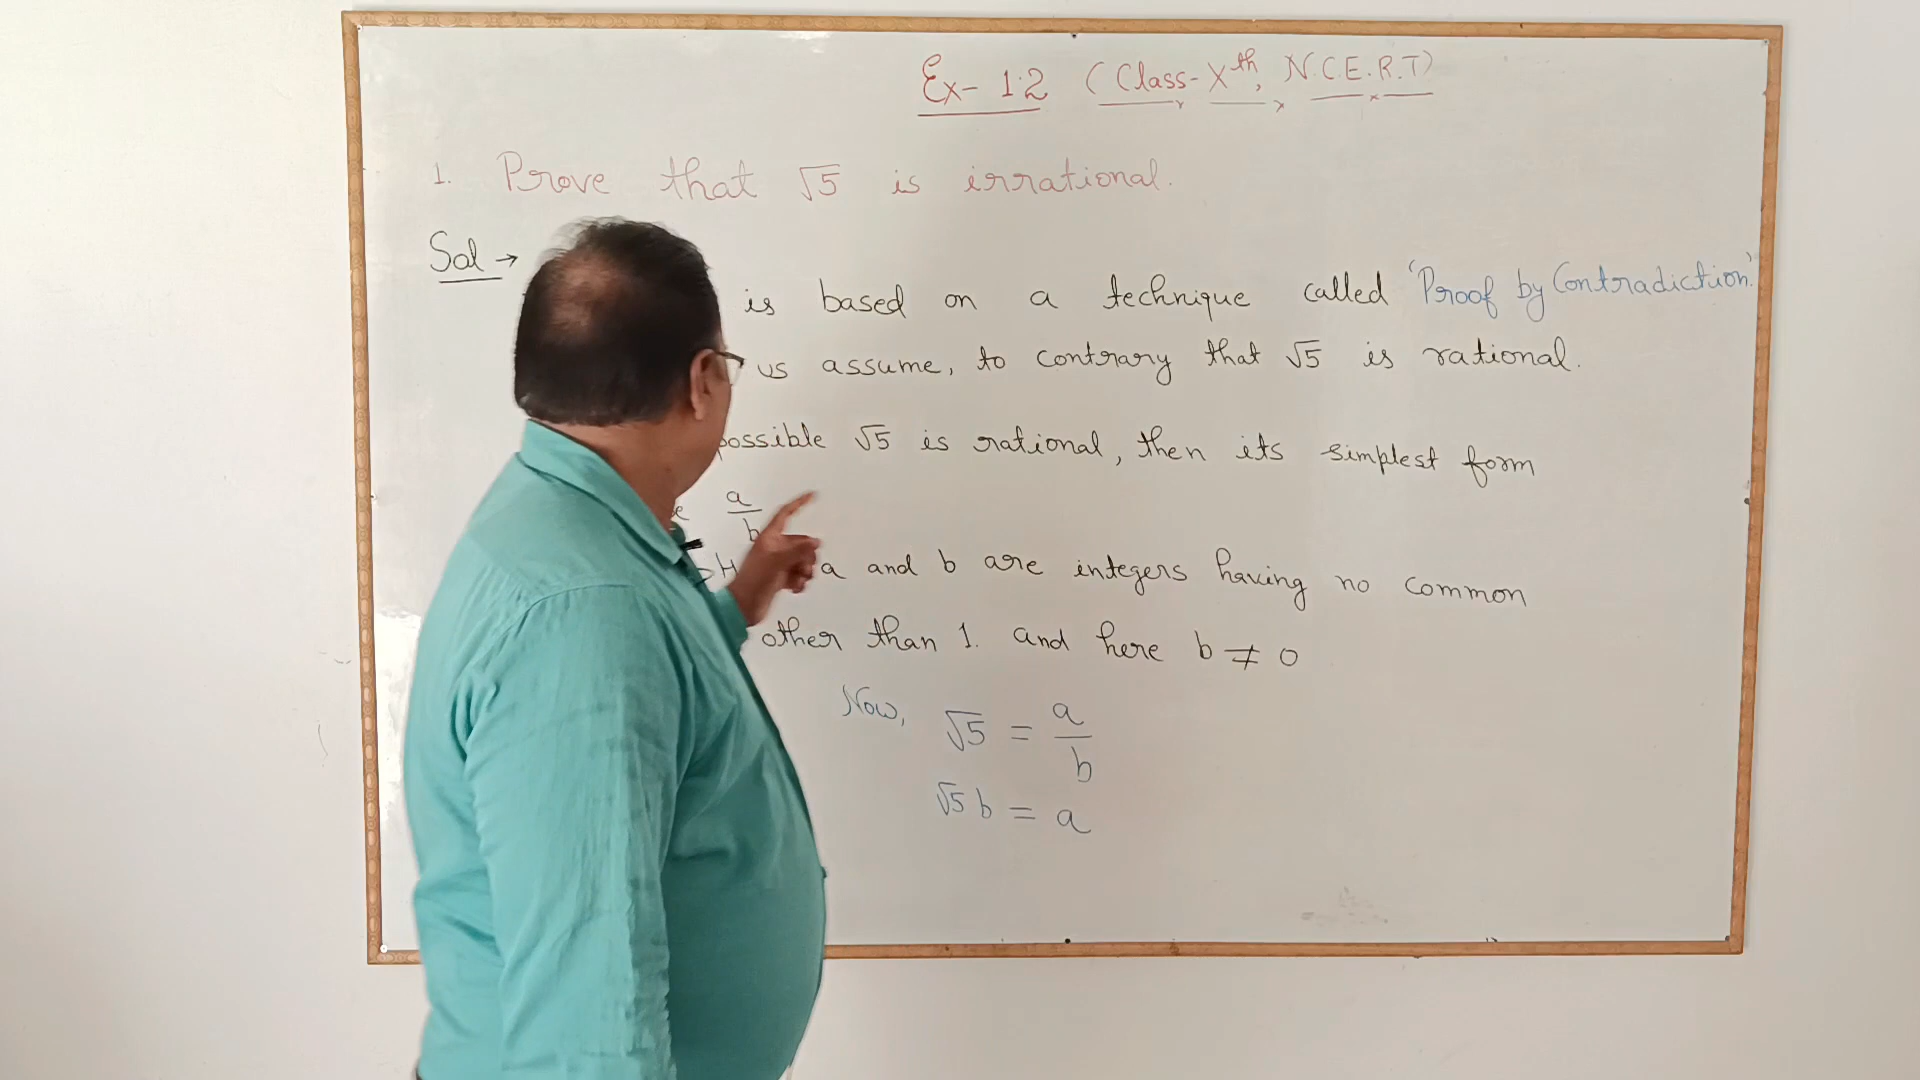 Ex- 1.2 (Class-Xth, N.C.E.R.T)
1. Prove that √5 is irrational.
Sol →
is based on a technique called 'Proof by Contradiction.'
us assume, to contrary that √5 is rational.
possible √5 is rational, then its simplest form
a/b
a and b are integers having no common
other than 1. and here b ≠ 0
Now, √5 = a/b
√5 b = a